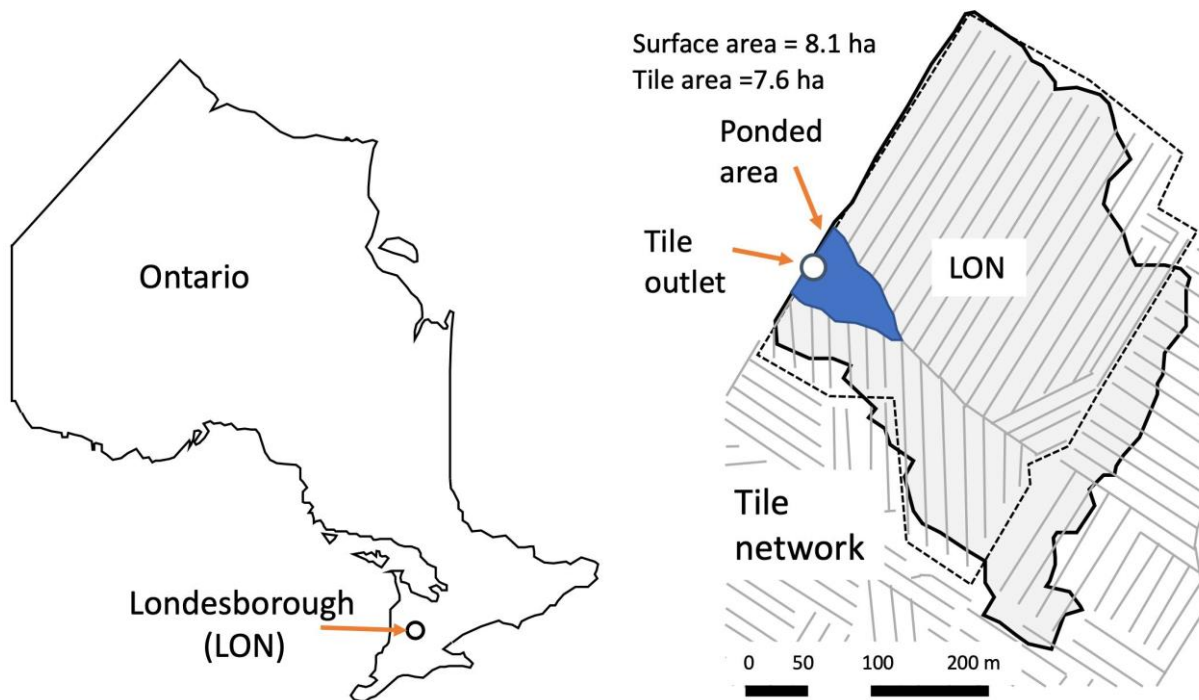 Ontario
Londesborough
(LON)
Surface area = 8.1 ha
Tile area =7.6 ha
Ponded
area
Tile
outlet
LON
Tile
network
0 50 100 200 m